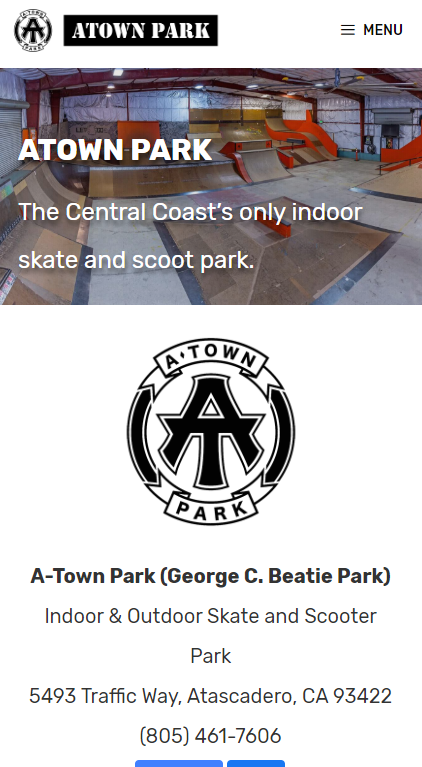 A-TOWN
PARK
ATOWN PARK
MENU
ATOWN PARK
The Central Coast’s only indoor
skate and scoot park.
A♦TOWN
PARK
A-Town Park (George C. Beatie Park)
Indoor & Outdoor Skate and Scooter
Park
5493 Traffic Way, Atascadero, CA 93422
(805) 461-7606